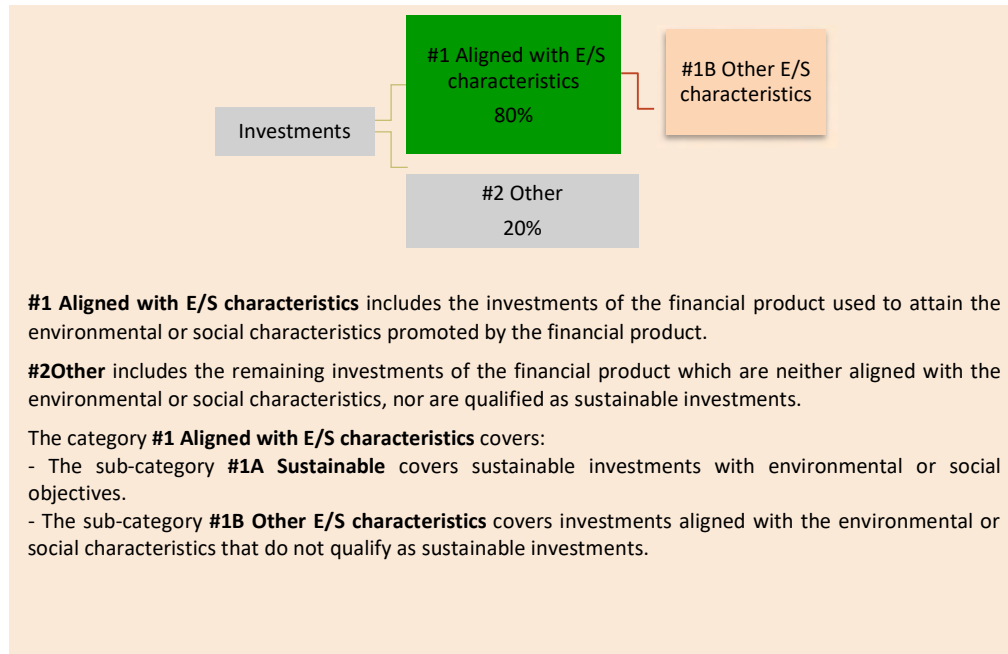 #1 Aligned with E/S
characteristics
80%
#1B Other E/S
characteristics
Investments
#2 Other
20%
#1 Aligned with E/S characteristics includes the investments of the financial product used to attain the
environmental or social characteristics promoted by the financial product.
#2Other includes the remaining investments of the financial product which are neither aligned with the
environmental or social characteristics, nor are qualified as sustainable investments.
The category #1 Aligned with E/S characteristics covers:
- The sub-category #1A Sustainable covers sustainable investments with environmental or social
objectives.
- The sub-category #1B Other E/S characteristics covers investments aligned with the environmental or
social characteristics that do not qualify as sustainable investments.